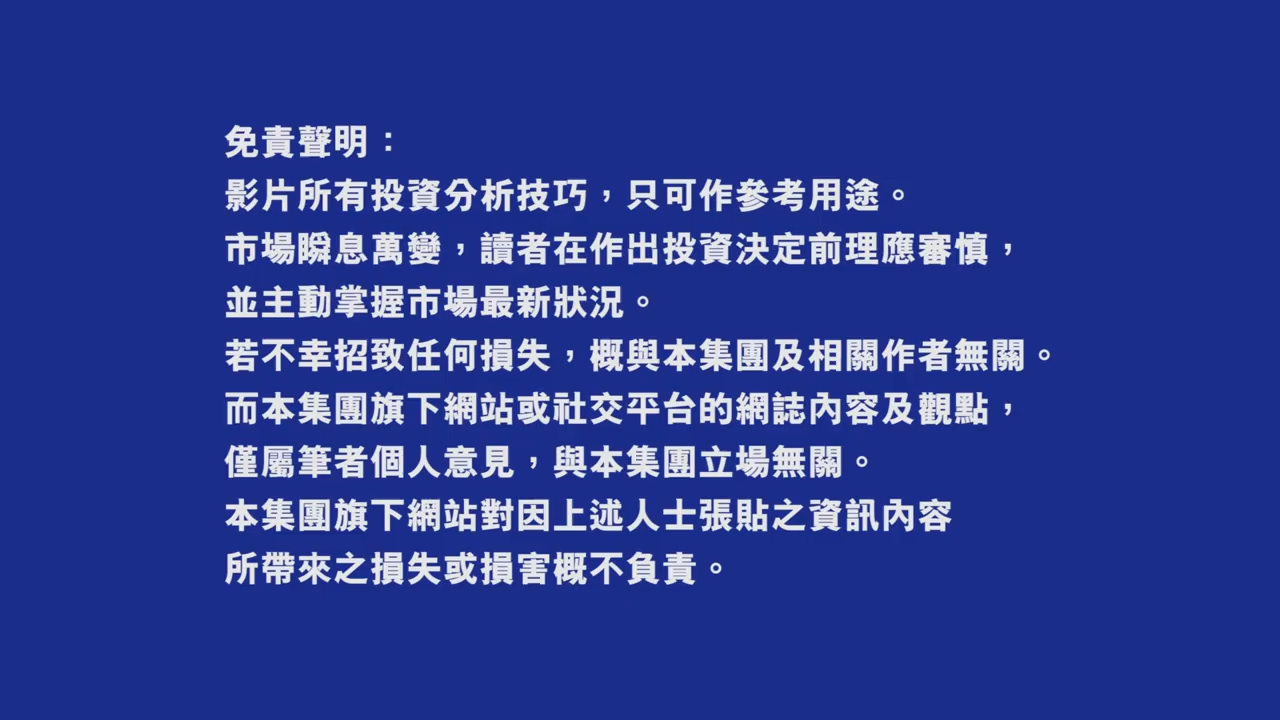 免責聲明：
影片所有投資分析技巧，只可作參考用途。
市場瞬息萬變，讀者在作出投資決定前理應審慎，
並主動掌握市場最新狀況。
若不幸招致任何損失，概與本集團及相關作者無關。
而本集團旗下網站或社交平台的網誌內容及觀點，
僅屬筆者個人意見，與本集團立場無關。
本集團旗下網站對因上述人士張貼之資訊內容
所帶來之損失或損害概不負責。